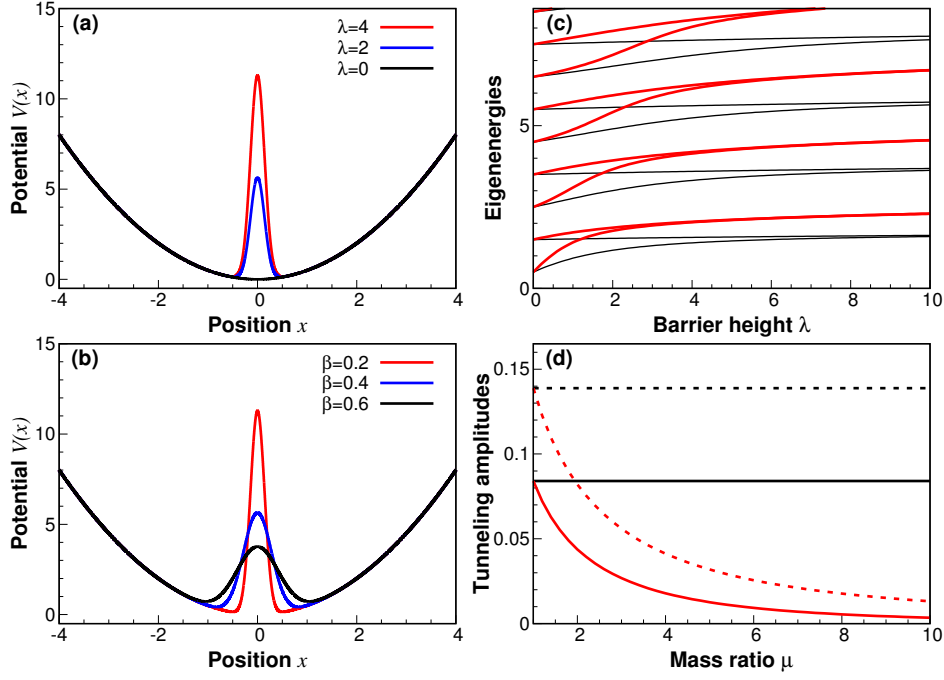 (a)
λ=4
λ=2
λ=0
15
10
5
0
Potential V(x)
-4
-2
0
2
4
Position x
(b)
β=0.2
β=0.4
β=0.6
15
10
5
0
Potential V(x)
-4
-2
0
2
4
Position x
(c)
5
0
Eigenenergies
0
2
4
6
8
10
Barrier height λ
(d)
0.15
0.1
0.05
0
Tunneling amplitudes
2
4
6
8
10
Mass ratio μ